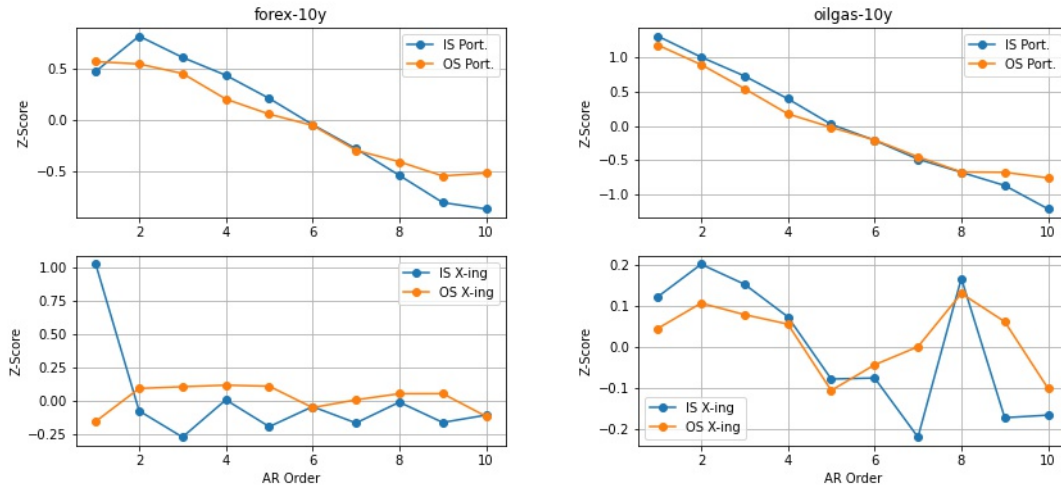 forex-10y
Z-Score
0.5
0.0
−0.5
2 4 6 8 10
IS Port.
OS Port.
oilgas-10y
Z-Score
1.0
0.5
0.0
−0.5
−1.0
2 4 6 8 10
IS Port.
OS Port.
Z-Score
1.00
0.75
0.50
0.25
0.00
−0.25
2 4 6 8 10
AR Order
IS X-ing
OS X-ing
Z-Score
0.2
0.1
0.0
−0.1
−0.2
2 4 6 8 10
AR Order
IS X-ing
OS X-ing